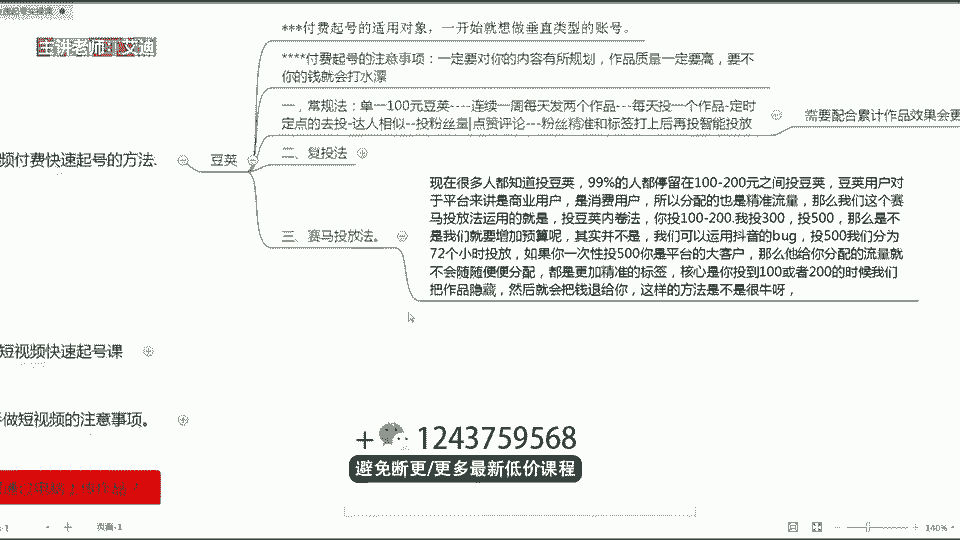 主讲老师:J文通
***付费起号的适用对象，一开始就想做垂直类型的账号。
****付费起号的注意事项：一定要对你的内容有所规划，作品质量一定要高，要不
你的钱就会打水漂
一，常规法：单一100元豆荚----连续一周每天发两个作品---每天投一个作品-定时
定点的去投-达人相似--投粉丝量|点赞评论---粉丝精准和标签打上后再投智能投放
需要配合累计作品效果会更
频付费快速起号的方法.
豆荚
二、复投法
三、赛马投放法。
现在很多人都知道投豆荚，99%的人都停留在100-200元之间投豆荚，豆荚用户对
于平台来讲是商业用户，是消费用户，所以分配的也是精准流量，那么我们这个赛
马投放法运用的就是，投豆荚内卷法，你投100-200.我投300，投500，那么是不
是我们就要增加预算呢，其实并不是，我们可以运用抖音的bug，投500我们分为
72个小时投放，如果你一次性投500你是平台的大客户，那么他给你分配的流量就
不会随随便便分配，都是更加精准的标签，核心是你投到100或者200的时候我们
把作品隐藏，然后就会把钱退给你，这样的方法是不是很牛呀，
短视频快速起号课
做短视频的注意事项。
+ 1243759568
避免断更/更多最新低价课程
页面-1
140%